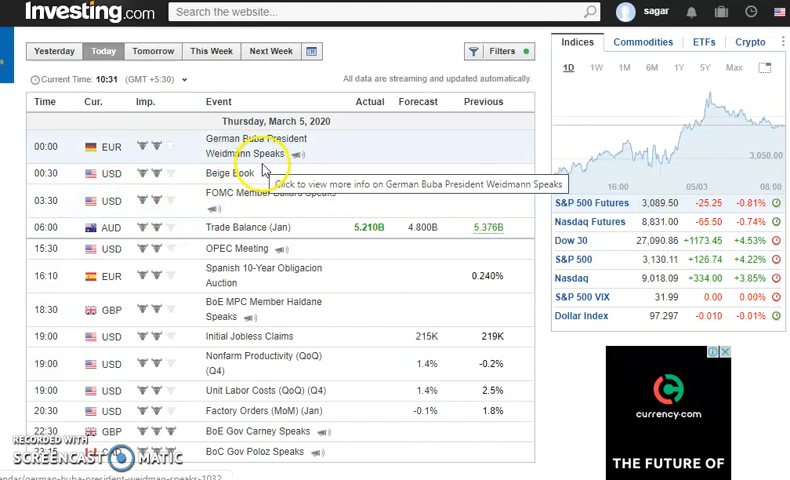 Investing.com
Search the website...
sagar
Yesterday Today Tomorrow This Week Next Week Filters
Current Time: 10:31 (GMT +5:30)
All data are streaming and updated automatically.
Time Cur. Imp. Event Actual Forecast Previous
Thursday, March 5, 2020
00:00 EUR German Buba President
Weidmann Speaks
00:30 USD Beige Book
Click to view more info on German Buba President Weidmann Speaks
03:30 USD FOMC Member Bullard Speaks
06:00 AUD Trade Balance (Jan) 5.210B 4.800B 5.376B
15:30 USD OPEC Meeting
16:10 EUR Spanish 10-Year Obligacion
Auction 0.240%
18:30 GBP BoE MPC Member Haldane
Speaks
19:00 USD Initial Jobless Claims 215K 219K
19:00 USD Nonfarm Productivity (QoQ)
(Q4) 1.4% -0.2%
19:00 USD Unit Labor Costs (QoQ) (Q4) 1.4% 2.5%
20:30 USD Factory Orders (MoM) (Jan) -0.1% 1.8%
22:30 GBP BoE Gov Carney Speaks
CAD BoC Gov Poloz Speaks
RECORDED WITH
SCREENCAST MATIC
endar/german-buba-president-weidman-speaks-1032
Indices Commodities ETFs Crypto
1D 1W 1M 6M 1Y 5Y Max
3,050.00
16:00 05/03 08:00
S&P 500 Futures 3,089.50 -25.25 -0.81%
Nasdaq Futures 8,831.00 -65.50 -0.74%
Dow 30 27,090.86 +1173.45 +4.53%
S&P 500 3,130.11 +126.74 +4.22%
Nasdaq 9,018.09 +334.00 +3.85%
S&P 500 VIX 31.99 0.00 0.00%
Dollar Index 97.297 -0.010 -0.01%
currency.com
THE FUTURE OF